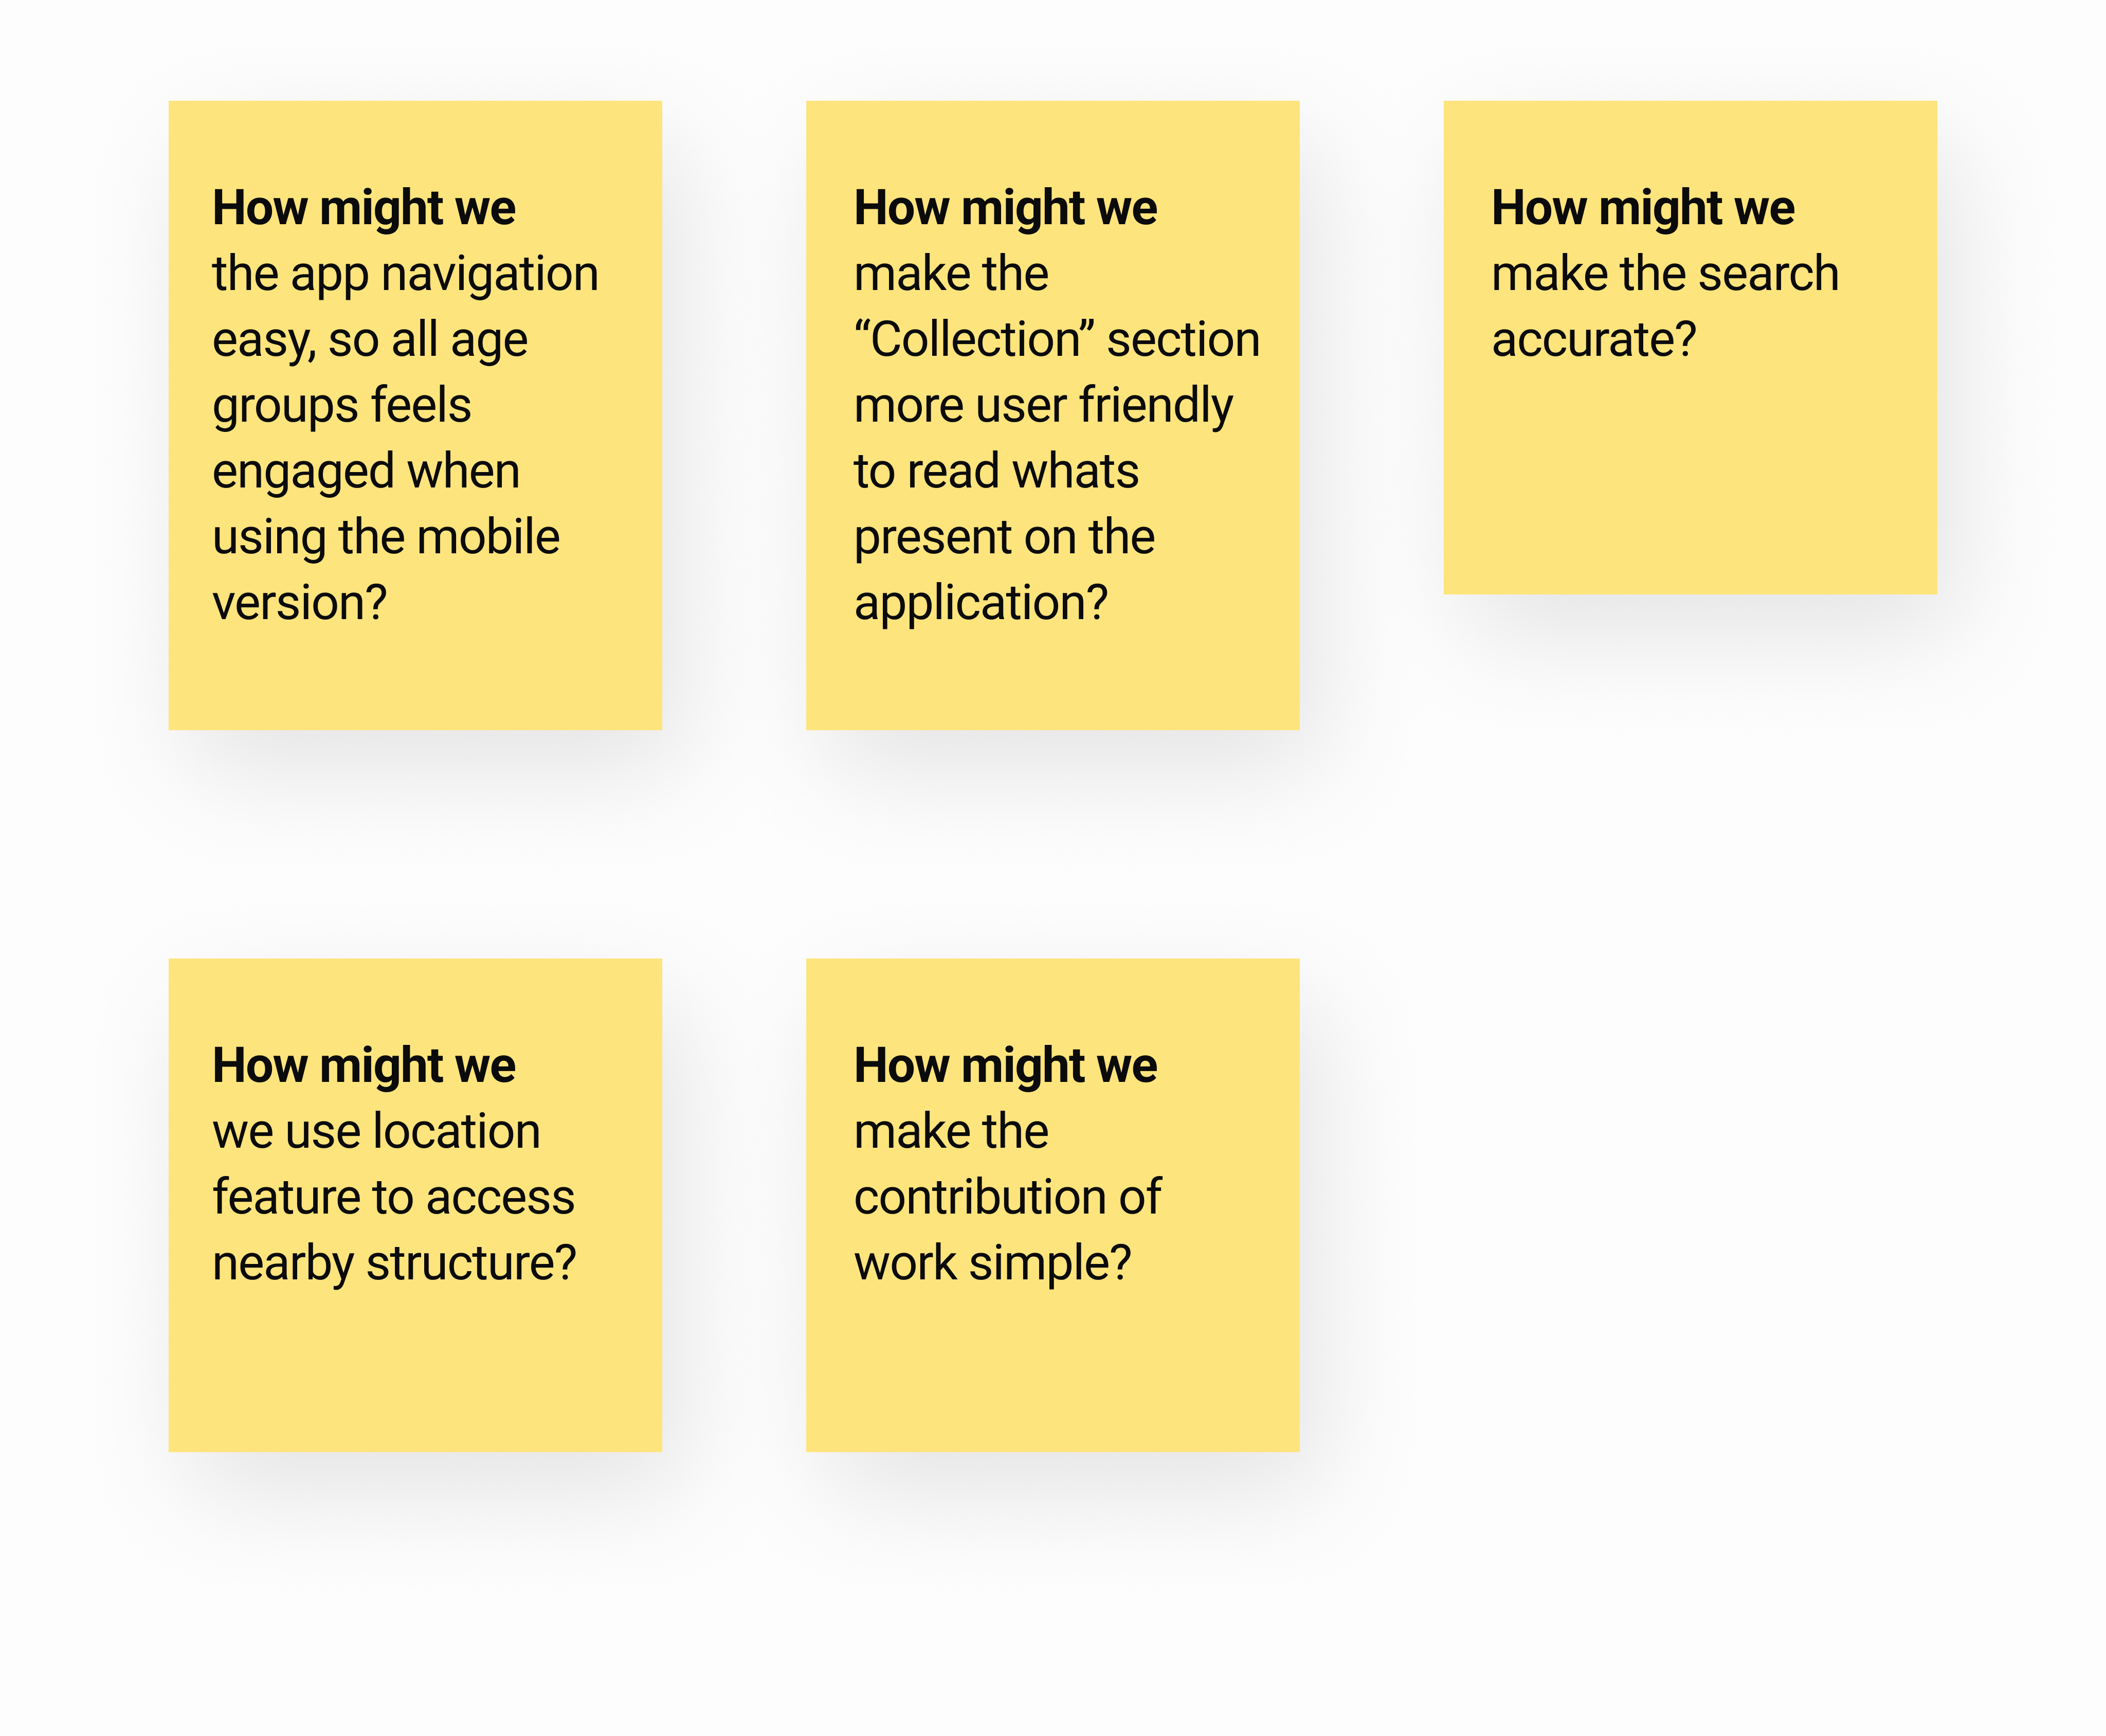 How might we
the app navigation
easy, so all age
groups feels
engaged when
using the mobile
version?
How might we
make the
“Collection” section
more user friendly
to read whats
present on the
application?
How might we
make the search
accurate?
How might we
we use location
feature to access
nearby structure?
How might we
make the
contribution of
work simple?